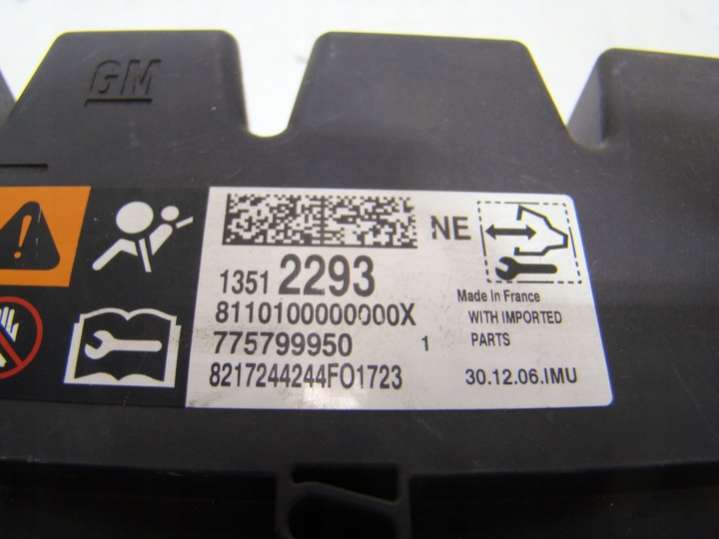 GM
NE
1351 2293
8110100000000X
775799950 1
8217244244FO1723
Made In France
WITH IMPORTED
PARTS
30.12.06.IMU